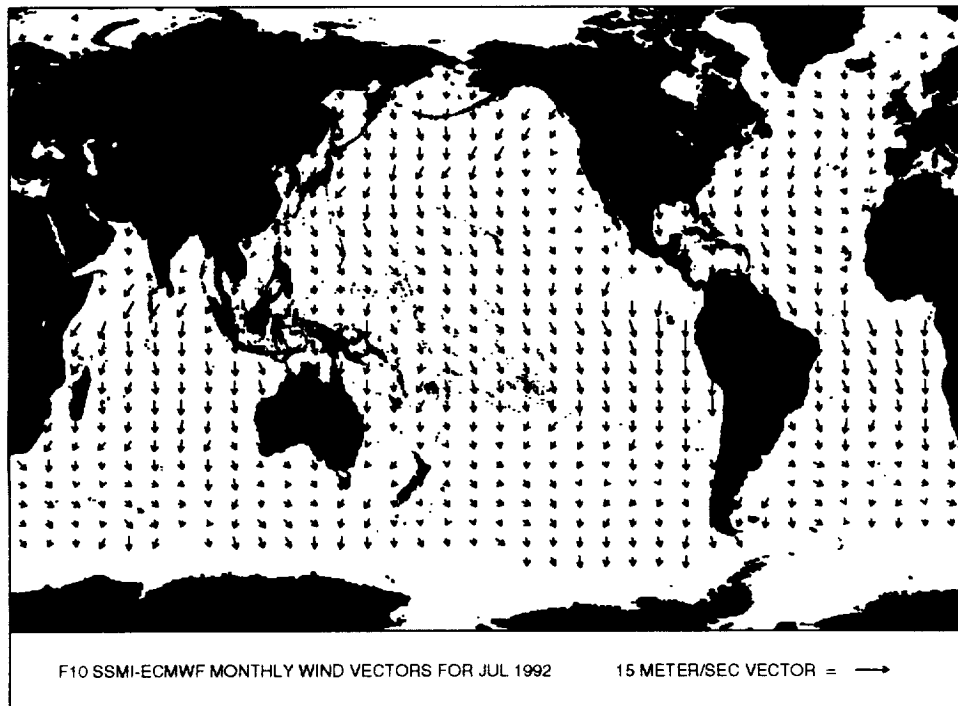 F10 SSMI-ECMWF MONTHLY WIND VECTORS FOR JUL 1992 15 METER/SEC VECTOR =